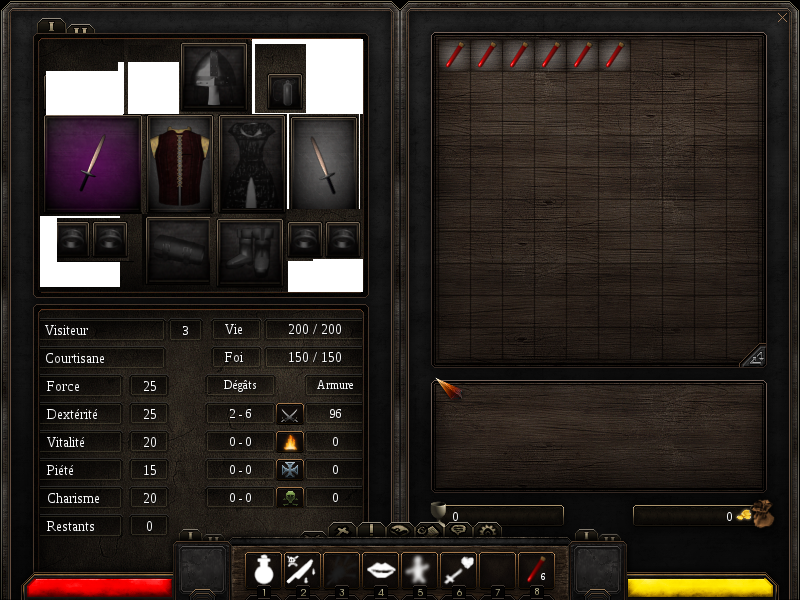 I II
Visiteur 3 Vie 200 / 200
Courtisane Foi 150 / 150
Force 25 Dégâts Armure
Dextérité 25 2 - 6 96
Vitalité 20 0 - 0 0
Piété 15 0 - 0 0
Charisme 20 0 - 0 0
Restants 0
0 0
I II I II
6
1 2 3 4 5 6 7 8